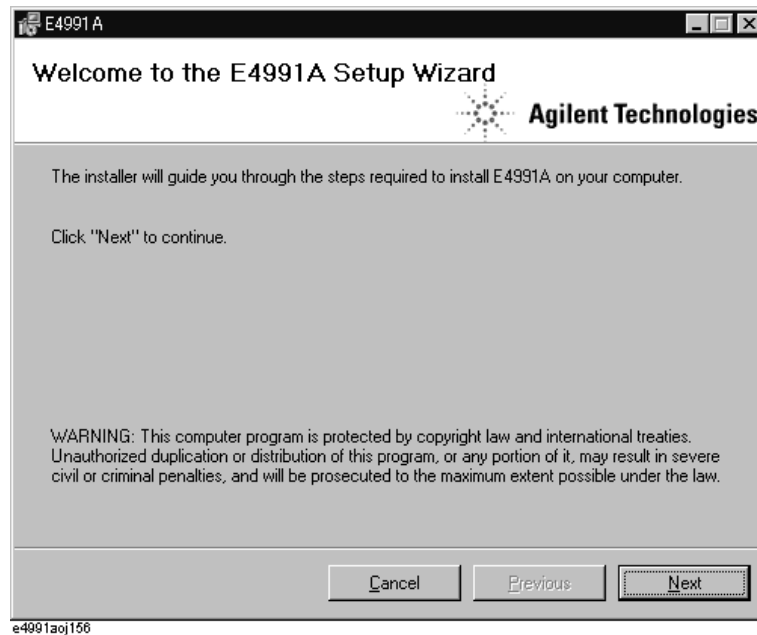 E4991A
Welcome to the E4991A Setup Wizard
Agilent Technologies
The installer will guide you through the steps required to install E4991A on your computer.
Click "Next" to continue.
WARNING: This computer program is protected by copyright law and international treaties.
Unauthorized duplication or distribution of this program, or any portion of it, may result in severe
civil or criminal penalties, and will be prosecuted to the maximum extent possible under the law.
Cancel
Previous
Next
e4991aoj156